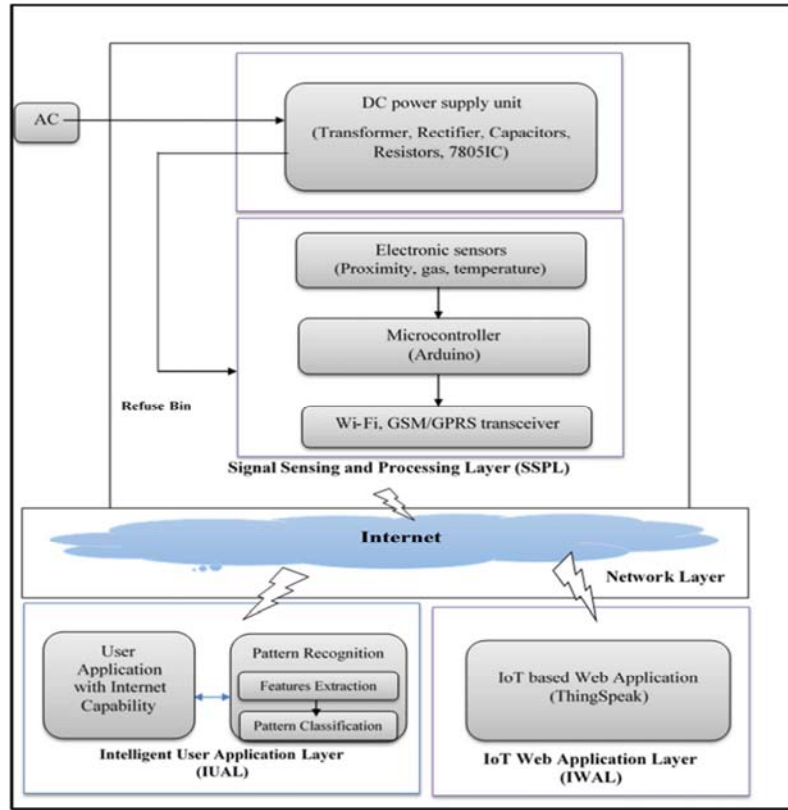 DC power supply unit
(Transformer, Rectifier, Capacitors,
Resistors, 7805IC)
AC
Electronic sensors
(Proximity, gas, temperature)
Microcontroller
(Arduino)
Refuse Bin
Wi-Fi, GSM/GPRS transceiver
Signal Sensing and Processing Layer (SSPL)
Internet
Network Layer
User
Application
with Internet
Capability
Pattern Recognition
Features Extraction
Pattern Classification
Intelligent User Application Layer
(IUAL)
IoT based Web Application
(ThingSpeak)
IoT Web Application Layer
(IWAL)